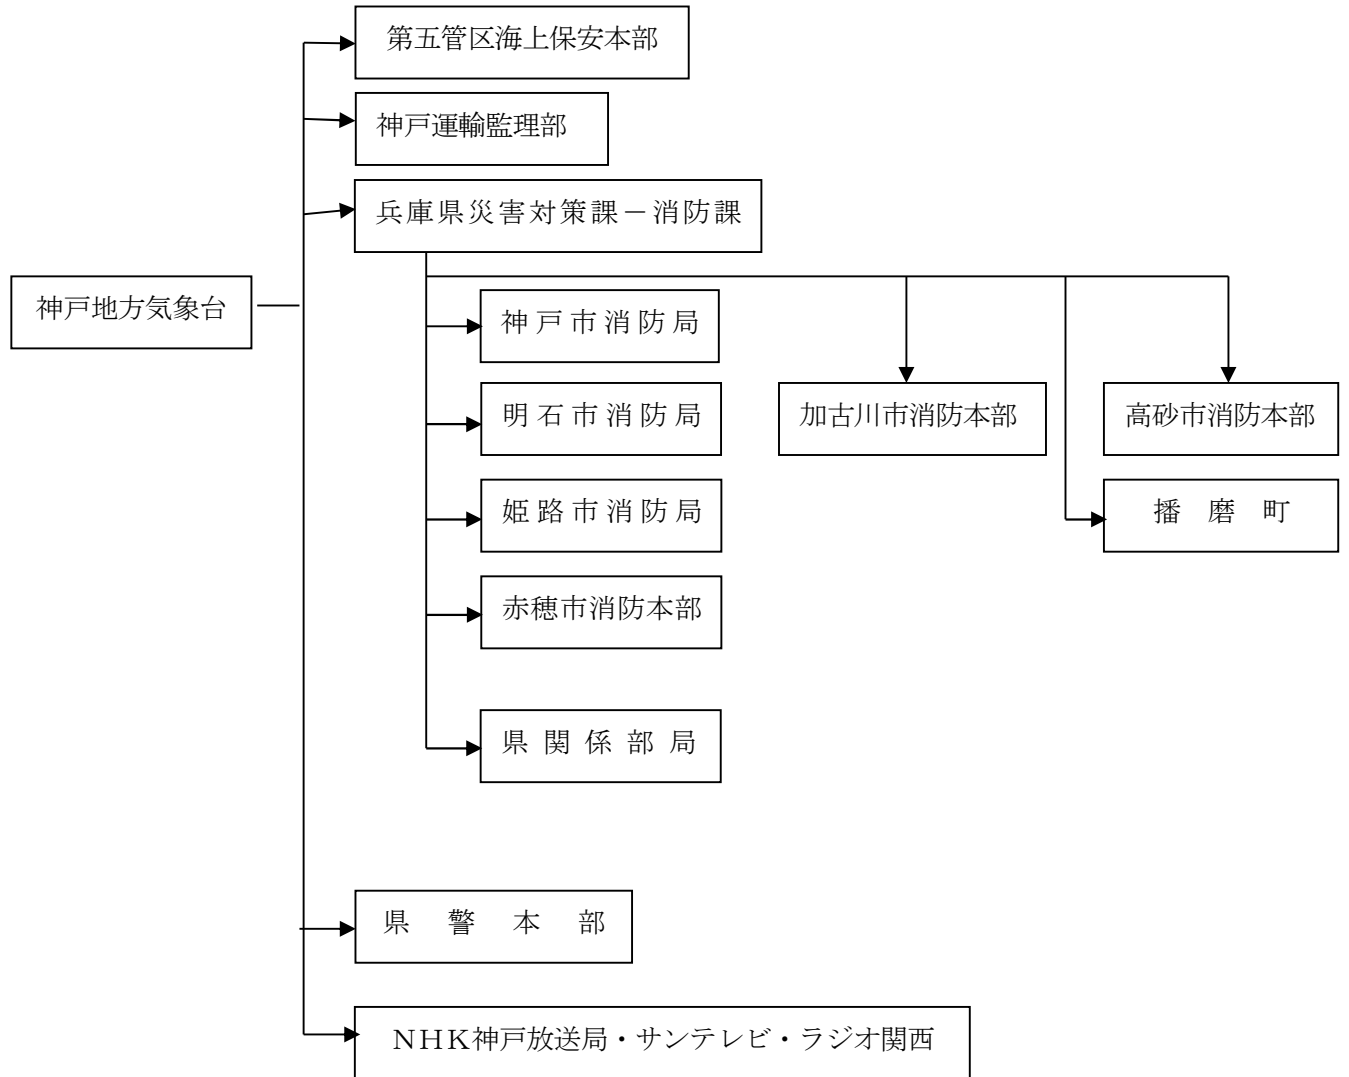 第五管区海上保安本部
神戸運輸監理部
兵庫県災害対策課－消防課
神戸地方気象台
神戸市消防局
明石市消防局
加古川市消防本部
高砂市消防本部
姫路市消防局
播磨町
赤穂市消防本部
県関係部局
県警本部
ＮＨＫ神戸放送局・サンテレビ・ラジオ関西